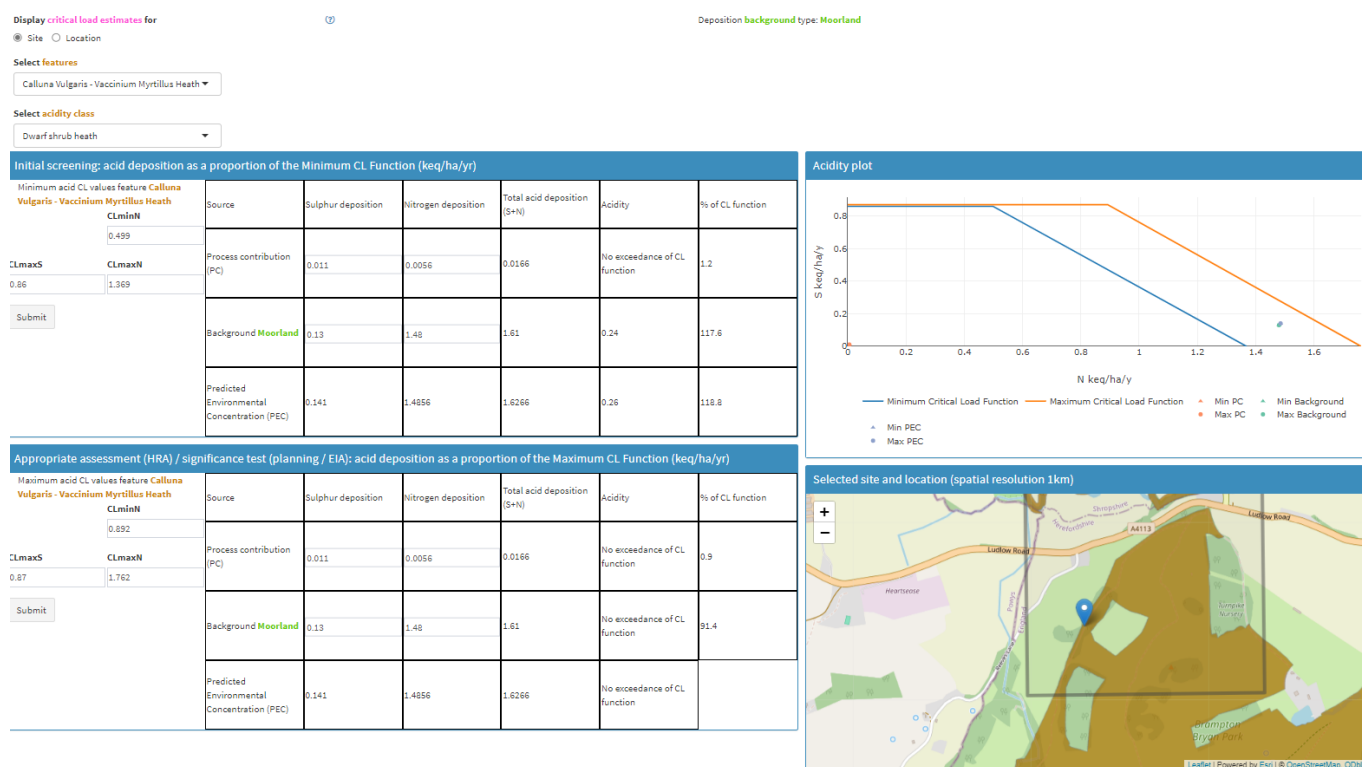 Display critical load estimates for
?
Deposition background type: Moorland
Site Location
Select features
Calluna Vulgaris - Vaccinium Myrtillus Heath
Select acidity class
Dwarf shrub heath
Initial screening: acid deposition as a proportion of the Minimum CL Function (keq/ha/yr)
Minimum acid CL values feature Calluna
Vulgaris - Vaccinium Myrtillus Heath
CLminN
0.499
CLmaxS CLmaxN
0.86 1.369
Submit
Source Sulphur deposition Nitrogen deposition Total acid deposition (S+N) Acidity % of CL function
Process contribution (PC) 0.011 0.0056 0.0166 No exceedance of CL function 1.2
Background Moorland 0.13 1.48 1.61 0.24 117.6
Predicted Environmental Concentration (PEC) 0.141 1.4856 1.6266 0.26 118.8
Appropriate assessment (HRA) / significance test (planning / EIA): acid deposition as a proportion of the Maximum CL Function (keq/ha/yr)
Maximum acid CL values feature Calluna
Vulgaris - Vaccinium Myrtillus Heath
CLminN
0.892
CLmaxS CLmaxN
0.87 1.762
Submit
Source Sulphur deposition Nitrogen deposition Total acid deposition (S+N) Acidity % of CL function
Process contribution (PC) 0.011 0.0056 0.0166 No exceedance of CL function 0.9
Background Moorland 0.13 1.48 1.61 No exceedance of CL function 91.4
Predicted Environmental Concentration (PEC) 0.141 1.4856 1.6266 No exceedance of CL function
Acidity plot
S keq/ha/y
0.8
0.6
0.4
0.2
0
0 0.2 0.4 0.6 0.8 1 1.2 1.4 1.6
N keq/ha/y
Minimum Critical Load Function Maximum Critical Load Function Min PC Min Background
Max PC Max Background
Min PEC
Max PEC
Selected site and location (spatial resolution 1km)
+
−
Shropshire
Herefordshire
A4113
Ludlow Road
Ludlow Road
Heartsease
Powys
England
Turnpike
Nursery
Brampton
Bryan Park
Leaflet | Powered by Esri | © OpenStreetMap, ODbL